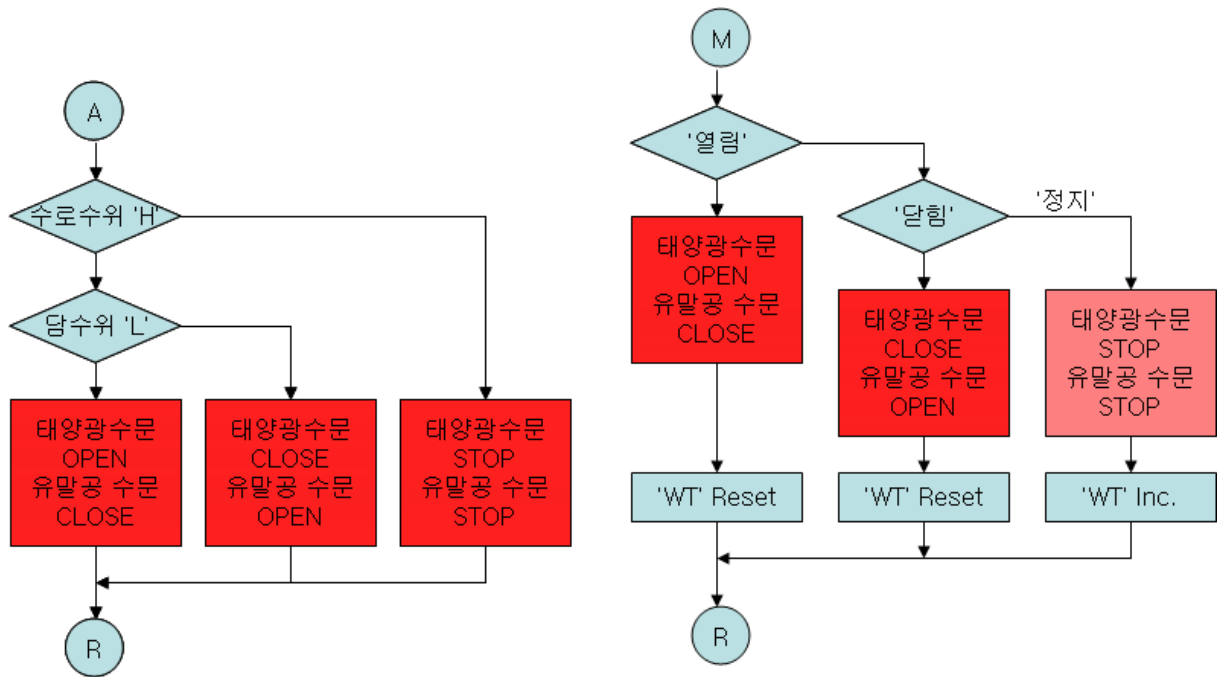 A
수로수위 'H'
담수위 'L'
태양광수문
OPEN
유말공 수문
CLOSE
태양광수문
CLOSE
유말공 수문
OPEN
태양광수문
STOP
유말공 수문
STOP
R
M
'열림'
'닫힘'
'정지'
태양광수문
OPEN
유말공 수문
CLOSE
태양광수문
CLOSE
유말공 수문
OPEN
태양광수문
STOP
유말공 수문
STOP
'WT' Reset
'WT' Reset
'WT' Inc.
R